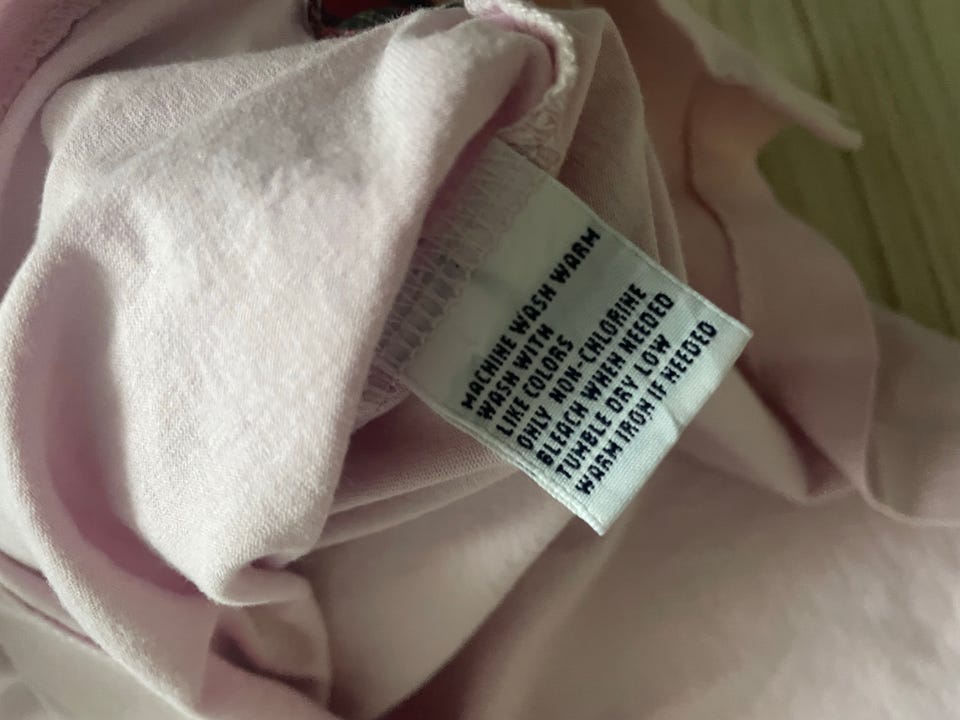 MACHINE WASH WARM
WASH WITH
LIKE COLORS
ONLY NON-CHLORINE
BLEACH WHEN NEEDED
TUMBLE DRY LOW
WARM IRON IF NEEDED